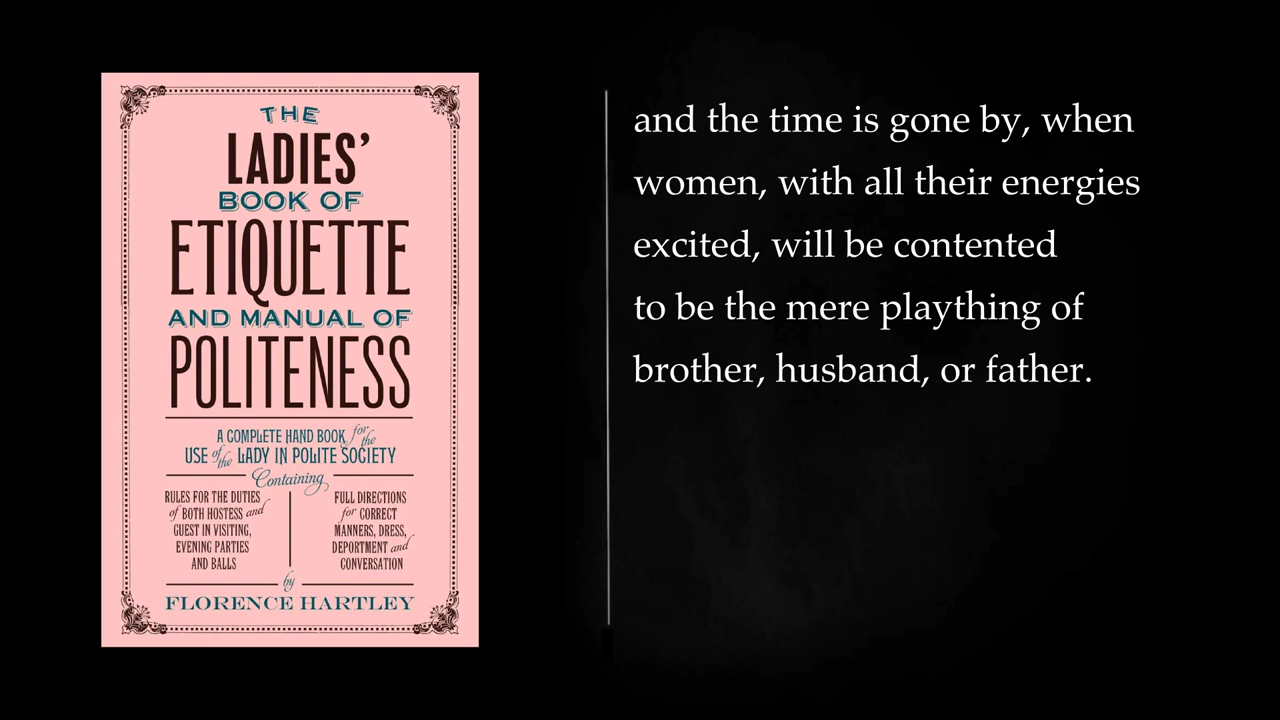 THE
LADIES'
BOOK OF
ETIQUETTE
AND MANUAL OF
POLITENESS
A COMPLETE HAND BOOK for the
USE of the LADY IN POLITE SOCIETY
Containing
RULES FOR THE DUTIES
of BOTH HOSTESS and
GUEST IN VISITING,
EVENING PARTIES
AND BALLS
FULL DIRECTIONS
for CORRECT
MANNERS, DRESS,
DEPORTMENT and
CONVERSATION
by
FLORENCE HARTLEY
and the time is gone by, when
women, with all their energies
excited, will be contented
to be the mere plaything of
brother, husband, or father.